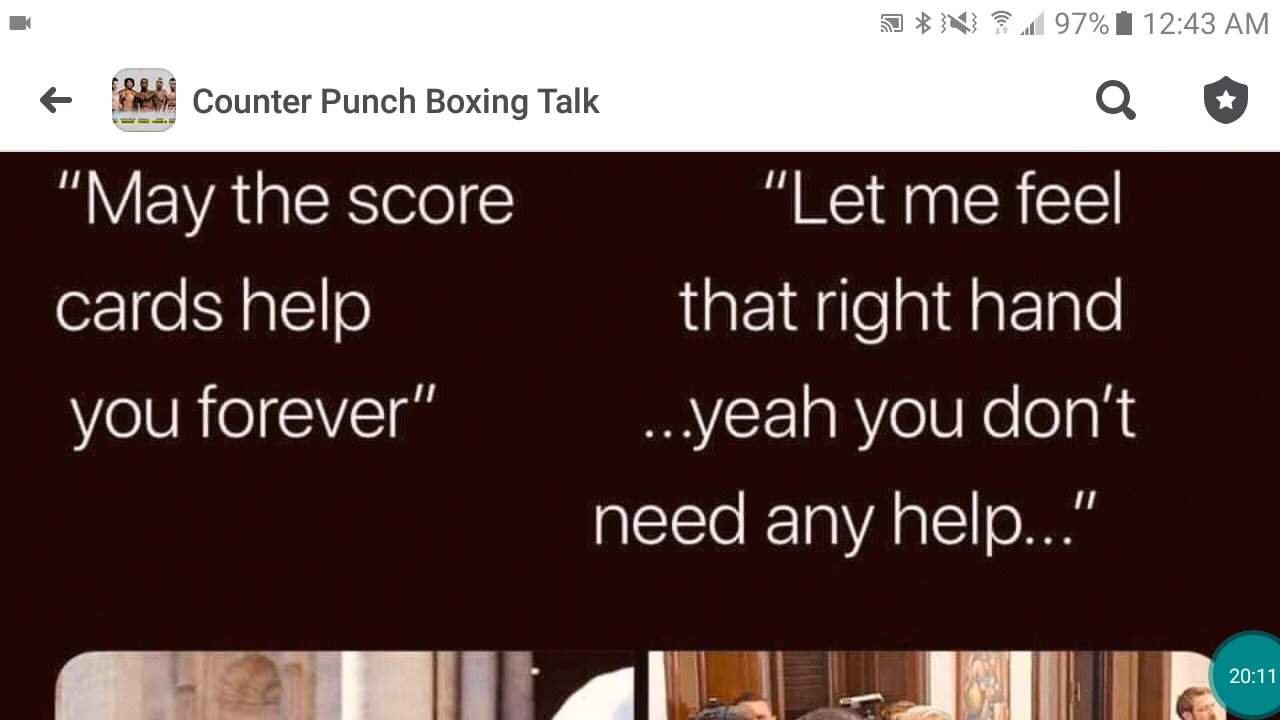 97% 12:43 AM
Counter Punch Boxing Talk
“May the score
cards help
you forever”
“Let me feel
that right hand
...yeah you don’t
need any help...”
20:11